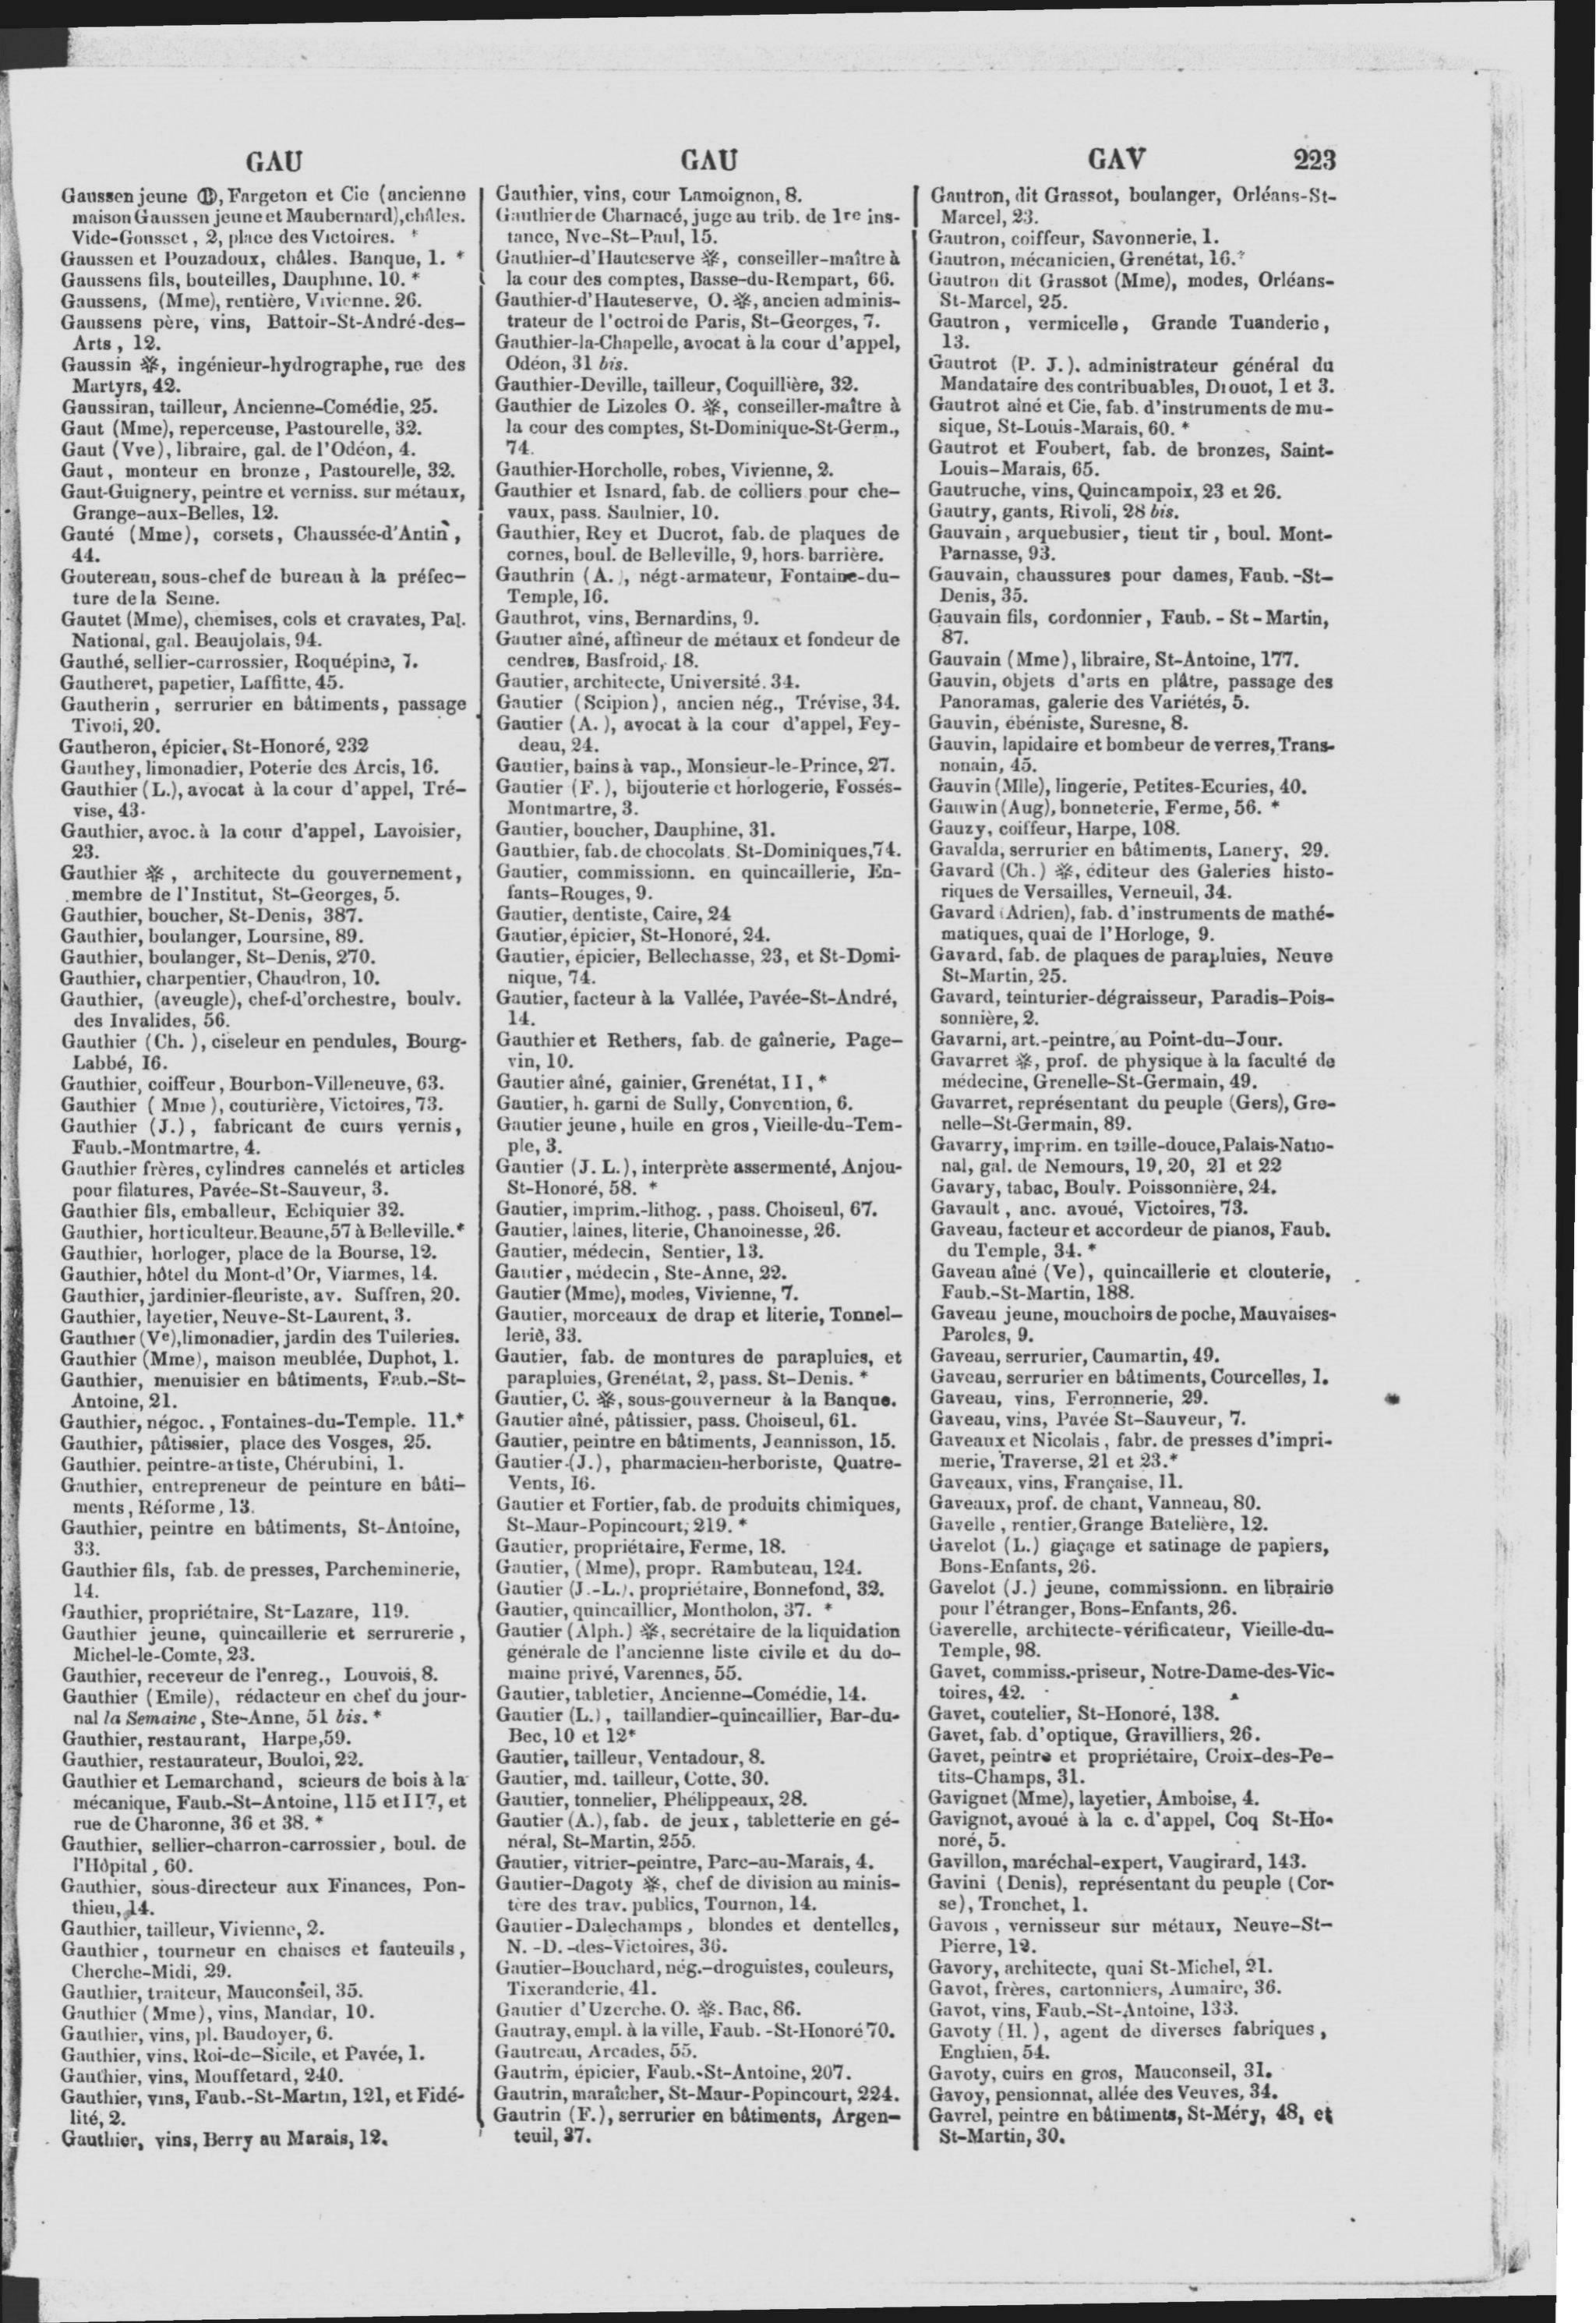 GAU
Gaussen jeune Ⓑ, Fargeton et Cie (ancienne
maison Gaussen jeune et Maubernard), châles.
Vide-Gousset, 2, place des Victoires. *
Gaussen et Pouzadoux, châles. Banque, 1. *
Gaussens fils, bouteilles, Dauphine. 10. *
Gaussens, (Mme), rentière, Vivienne. 26.
Gaussens père, vins, Battoir-St-André-des-
Arts, 12.
Gaussin ❋, ingénieur-hydrographe, rue des
Martyrs, 42.
Gaussiran, tailleur, Ancienne-Comédie, 25.
Gaut (Mme), reperceuse, Pastourelle, 32.
Gaut (Vve), libraire, gal. de l'Odéon, 4.
Gaut, monteur en bronze, Pastourelle, 32.
Gaut-Guignery, peintre et verniss. sur métaux,
Grange-aux-Belles, 12.
Gauté (Mme), corsets, Chaussée-d'Antin,
44.
Goutereau, sous-chef de bureau à la préfec-
ture de la Seine.
Gautet (Mme), chemises, cols et cravates, Pal.
National, gal. Beaujolais, 94.
Gauthé, sellier-carrossier, Roquépine, 7.
Gautheret, papetier, Laffitte, 45.
Gautherin, serrurier en bâtiments, passage
Tivoli, 20.
Gautheron, épicier, St-Honoré, 232
Gauthey, limonadier, Poterie des Arcis, 16.
Gauthier (L.), avocat à la cour d'appel, Tré-
vise, 43.
Gauthier, avoc. à la cour d'appel, Lavoisier,
23.
Gauthier ❋, architecte du gouvernement,
membre de l'Institut, St-Georges, 5.
Gauthier, boucher, St-Denis, 387.
Gauthier, boulanger, Loursine, 89.
Gauthier, boulanger, St-Denis, 270.
Gauthier, charpentier, Chaudron, 10.
Gauthier, (aveugle), chef-d'orchestre, boulv.
des Invalides, 56.
Gauthier (Ch.), ciseleur en pendules, Bourg-
Labbé, 16.
Gauthier, coiffeur, Bourbon-Villeneuve, 63.
Gauthier (Mme), couturière, Victoires, 73.
Gauthier (J.), fabricant de cuirs vernis,
Faub.-Montmartre, 4.
Gauthier frères, cylindres cannelés et articles
pour filatures, Pavée-St-Sauveur, 3.
Gauthier fils, emballeur, Echiquier 32.
Gauthier, horticulteur. Beaune, 57 à Belleville.*
Gauthier, horloger, place de la Bourse, 12.
Gauthier, hôtel du Mont-d'Or, Viarmes, 14.
Gauthier, jardinier-fleuriste, av. Suffren, 20.
Gauthier, layetier, Neuve-St-Laurent, 3.
Gauthier (Ve), limonadier, jardin des Tuileries.
Gauthier (Mme), maison meublée, Duphot, 1.
Gauthier, menuisier en bâtiments, Faub.-St-
Antoine, 21.
Gauthier, négoc., Fontaines-du-Temple. 11.*
Gauthier, pâtissier, place des Vosges, 25.
Gauthier. peintre-artiste, Chérubini, 1.
Gauthier, entrepreneur de peinture en bâti-
ments, Réforme, 13.
Gauthier, peintre en bâtiments, St-Antoine,
33.
Gauthier fils, fab. de presses, Parcheminerie,
14.
Gauthier, propriétaire, St-Lazare, 119.
Gauthier jeune, quincaillerie et serrurerie,
Michel-le-Comte, 23.
Gauthier, receveur de l'enreg., Louvois, 8.
Gauthier (Emile), rédacteur en chef du jour-
nal la Semaine, Ste-Anne, 51 bis. *
Gauthier, restaurant, Harpe, 59.
Gauthier, restaurateur, Bouloi, 22.
Gauthier et Lemarchand, scieurs de bois à la
mécanique, Faub.-St-Antoine, 115 et 117, et
rue de Charonne, 36 et 38. *
Gauthier, sellier-charron-carrossier, boul. de
l'Hôpital, 60.
Gauthier, sous-directeur aux Finances, Pon-
thieu, 14.
Gauthier, tailleur, Vivienne, 2.
Gauthier, tourneur en chaises et fauteuils,
Cherche-Midi, 29.
Gauthier, traiteur, Mauconseil, 35.
Gauthier (Mme), vins, Mandar, 10.
Gauthier, vins, pl. Baudoyer, 6.
Gauthier, vins, Roi-de-Sicile, et Pavée, 1.
Gauthier, vins, Mouffetard, 240.
Gauthier, vins, Faub.-St-Martin, 121, et Fidé-
lité, 2.
Gauthier, vins, Berry au Marais, 12.
GAU
Gauthier, vins, cour Lamoignon, 8.
Gauthier de Charnacé, juge au trib. de 1re ins-
tance, Nve-St-Paul, 15.
Gauthier-d'Hauteserve ❋, conseiller-maître à
la cour des comptes, Basse-du-Rempart, 66.
Gauthier-d'Hauteserve, O. ❋, ancien adminis-
trateur de l'octroi de Paris, St-Georges, 7.
Gauthier-la-Chapelle, avocat à la cour d'appel,
Odéon, 31 bis.
Gauthier-Deville, tailleur, Coquillière, 32.
Gauthier de Lizoles O. ❋, conseiller-maître à
la cour des comptes, St-Dominique-St-Germ.,
74.
Gauthier-Horcholle, robes, Vivienne, 2.
Gauthier et Isnard, fab. de colliers pour che-
vaux, pass. Saulnier, 10.
Gauthier, Rey et Ducrot, fab. de plaques de
cornes, boul. de Belleville, 9, hors barrière.
Gauthrin (A.), négt-armateur, Fontaine-du-
Temple, 16.
Gauthrot, vins, Bernardins, 9.
Gautier aîné, affineur de métaux et fondeur de
cendres, Basfroid, 18.
Gautier, architecte, Université. 34.
Gautier (Scipion), ancien nég., Trévise, 34.
Gautier (A.), avocat à la cour d'appel, Fey-
deau, 24.
Gautier, bains à vap., Monsieur-le-Prince, 27.
Gautier (F.), bijouterie et horlogerie, Fossés-
Montmartre, 3.
Gautier, boucher, Dauphine, 31.
Gauthier, fab. de chocolats. St-Dominiques, 74.
Gautier, commissionn. en quincaillerie, En-
fants-Rouges, 9.
Gautier, dentiste, Caire, 24
Gautier, épicier, St-Honoré, 24.
Gautier, épicier, Bellechasse, 23, et St-Domi-
nique, 74.
Gautier, facteur à la Vallée, Pavée-St-André,
14.
Gauthier et Rethers, fab. de gaînerie, Page-
vin, 10.
Gautier aîné, gainier, Grenétat, 11, *
Gautier, h. garni de Sully, Convention, 6.
Gautier jeune, huile en gros, Vieille-du-Tem-
ple, 3.
Gautier (J. L.), interprète assermenté, Anjou-
St-Honoré, 58. *
Gautier, imprim.-lithog., pass. Choiseul, 67.
Gautier, laines, literie, Chanoinesse, 26.
Gautier, médecin, Sentier, 13.
Gautier, médecin, Ste-Anne, 22.
Gautier (Mme), modes, Vivienne, 7.
Gautier, morceaux de drap et literie, Tonnel-
lerie, 33.
Gautier, fab. de montures de parapluies, et
parapluies, Grenétat, 2, pass. St-Denis. *
Gautier, C. ❋, sous-gouverneur à la Banque.
Gautier aîné, pâtissier, pass. Choiseul, 61.
Gautier, peintre en bâtiments, Jeannisson, 15.
Gautier (J.), pharmacien-herboriste, Quatre-
Vents, 16.
Gautier et Fortier, fab. de produits chimiques,
St-Maur-Popincourt, 219. *
Gautier, propriétaire, Ferme, 18.
Gautier, (Mme), propr. Rambuteau, 124.
Gautier (J.-L.), propriétaire, Bonnefond, 32.
Gautier, quincaillier, Montholon, 37. *
Gautier (Alph.) ❋, secrétaire de la liquidation
générale de l'ancienne liste civile et du do-
maine privé, Varennes, 55.
Gautier, tabletier, Ancienne-Comédie, 14.
Gautier (L.), taillandier-quincaillier, Bar-du-
Bec, 10 et 12*
Gautier, tailleur, Ventadour, 8.
Gautier, md. tailleur, Cotte, 30.
Gautier, tonnelier, Phélippeaux, 28.
Gautier (A.), fab. de jeux, tabletterie en gé-
néral, St-Martin, 255.
Gautier, vitrier-peintre, Parc-au-Marais, 4.
Gautier-Dagoty ❋, chef de division au minis-
tère des trav. publics, Tournon, 14.
Gautier-Dalechamps, blondes et dentelles,
N.-D.-des-Victoires, 36.
Gautier-Bouchard, nég.-droguistes, couleurs,
Tixeranderie, 41.
Gautier d'Uzerche. O. ❋. Bac, 86.
Gautray, empl. à la ville, Faub.-St-Honoré 70.
Gautreau, Arcades, 55.
Gautrin, épicier, Faub.-St-Antoine, 207.
Gautrin, maraîcher, St-Maur-Popincourt, 224.
Gautrin (F.), serrurier en bâtiments, Argen-
teuil, 37.
GAV 223
Gautron, dit Grassot, boulanger, Orléans-St-
Marcel, 23.
Gautron, coiffeur, Savonnerie, 1.
Gautron, mécanicien, Grenétat, 16.*
Gautron dit Grassot (Mme), modes, Orléans-
St-Marcel, 25.
Gautron, vermicelle, Grande Tuanderie,
13.
Gautrot (P. J.). administrateur général du
Mandataire des contribuables, Drouot, 1 et 3.
Gautrot aîné et Cie, fab. d'instruments de mu-
sique, St-Louis-Marais, 60. *
Gautrot et Foubert, fab. de bronzes, Saint-
Louis-Marais, 65.
Gautruche, vins, Quincampoix, 23 et 26.
Gautry, gants, Rivoli, 28 bis.
Gauvain, arquebusier, tient tir, boul. Mont-
Parnasse, 93.
Gauvain, chaussures pour dames, Faub.-St-
Denis, 35.
Gauvain fils, cordonnier, Faub.-St-Martin,
87.
Gauvain (Mme), libraire, St-Antoine, 177.
Gauvin, objets d'arts en plâtre, passage des
Panoramas, galerie des Variétés, 5.
Gauvin, ébéniste, Suresne, 8.
Gauvin, lapidaire et bombeur de verres, Trans-
nonain, 45.
Gauvin (Mlle), lingerie, Petites-Ecuries, 40.
Gauwin (Aug), bonneterie, Ferme, 56. *
Gauzy, coiffeur, Harpe, 108.
Gavalda, serrurier en bâtiments, Lanery, 29.
Gavard (Ch.) ❋, éditeur des Galeries histo-
riques de Versailles, Verneuil, 34.
Gavard (Adrien), fab. d'instruments de mathé-
matiques, quai de l'Horloge, 9.
Gavard, fab. de plaques de parapluies, Neuve
St-Martin, 25.
Gavard, teinturier-dégraisseur, Paradis-Pois-
sonnière, 2.
Gavarni, art.-peintre, au Point-du-Jour.
Gavarret ❋, prof. de physique à la faculté de
médecine, Grenelle-St-Germain, 49.
Gavarret, représentant du peuple (Gers), Gre-
nelle-St-Germain, 89.
Gavarry, imprim. en taille-douce, Palais-Natio-
nal, gal. de Nemours, 19, 20, 21 et 22
Gavary, tabac, Boulv. Poissonnière, 24.
Gavault, anc. avoué, Victoires, 73.
Gaveau, facteur et accordeur de pianos, Faub.
du Temple, 34. *
Gaveau aîné (Ve), quincaillerie et clouterie,
Faub.-St-Martin, 188.
Gaveau jeune, mouchoirs de poche, Mauvaises-
Paroles, 9.
Gaveau, serrurier, Caumartin, 49.
Gaveau, serrurier en bâtiments, Courcelles, 1.
Gaveau, vins, Ferronnerie, 29.
Gaveau, vins, Pavée St-Sauveur, 7.
Gaveaux et Nicolais, fabr. de presses d'impri-
merie, Traverse, 21 et 23.*
Gaveaux, vins, Française, 11.
Gaveaux, prof. de chant, Vanneau, 80.
Gavelle, rentier, Grange Batelière, 12.
Gavelot (L.) giaçage et satinage de papiers,
Bons-Enfants, 26.
Gavelot (J.) jeune, commissionn. en librairie
pour l'étranger, Bons-Enfants, 26.
Gaverelle, architecte-vérificateur, Vieille-du-
Temple, 98.
Gavet, commiss.-priseur, Notre-Dame-des-Vic-
toires, 42.
Gavet, coutelier, St-Honoré, 138.
Gavet, fab. d'optique, Gravilliers, 26.
Gavet, peintre et propriétaire, Croix-des-Pe-
tits-Champs, 31.
Gavignet (Mme), layetier, Amboise, 4.
Gavignot, avoué à la c. d'appel, Coq St-Ho-
noré, 5.
Gavillon, maréchal-expert, Vaugirard, 143.
Gavini (Denis), représentant du peuple (Cor-
se), Tronchet, 1.
Gavois, vernisseur sur métaux, Neuve-St-
Pierre, 12.
Gavory, architecte, quai St-Michel, 21.
Gavot, frères, cartonniers, Aumaire, 36.
Gavot, vins, Faub.-St-Antoine, 133.
Gavoty (H.), agent de diverses fabriques,
Enghien, 54.
Gavoty, cuirs en gros, Mauconseil, 31.
Gavoy, pensionnat, allée des Veuves, 34.
Gavrel, peintre en bâtiments, St-Méry, 48, et
St-Martin, 30.